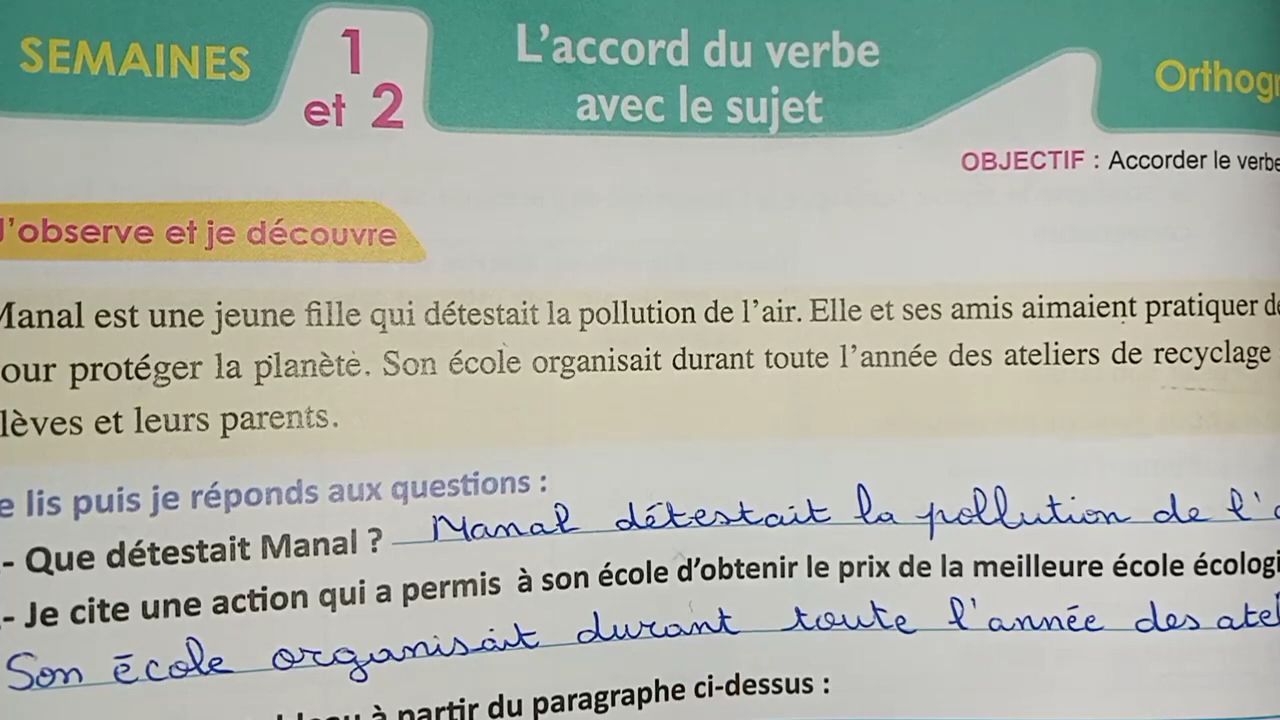 SEMAINES
1
et 2
L'accord du verbe
avec le sujet
Orthogr
OBJECTIF : Accorder le verbe
J'observe et je découvre
Manal est une jeune fille qui détestait la pollution de l'air. Elle et ses amis aimaient pratiquer de
our protéger la planète. Son école organisait durant toute l'année des ateliers de recyclage
lèves et leurs parents.
e lis puis je réponds aux questions :
- Que détestait Manal ? Manal détestait la pollution de l'
- Je cite une action qui a permis à son école d'obtenir le prix de la meilleure école écologi
Son école organisait durant toute l'année des atel
à partir du paragraphe ci-dessus :